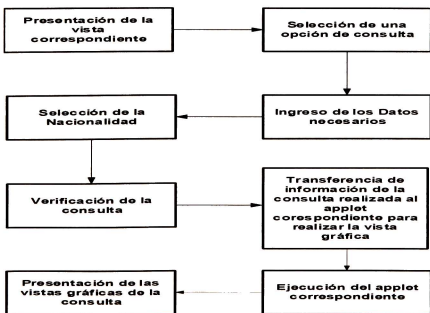 Presentación de la
vista
correspondiente
Selección de una
opción de consulta
Selección de la
Nacionalidad
Ingreso de los Datos
necesarios
Verificación de la
consulta
Transferencia de
información de la
consulta realizada al
applet
corespondiente para
realizar la vista
gráfica
Presentación de las
vistas gráficas de la
consulta
Ejecución del applet
correspondiente